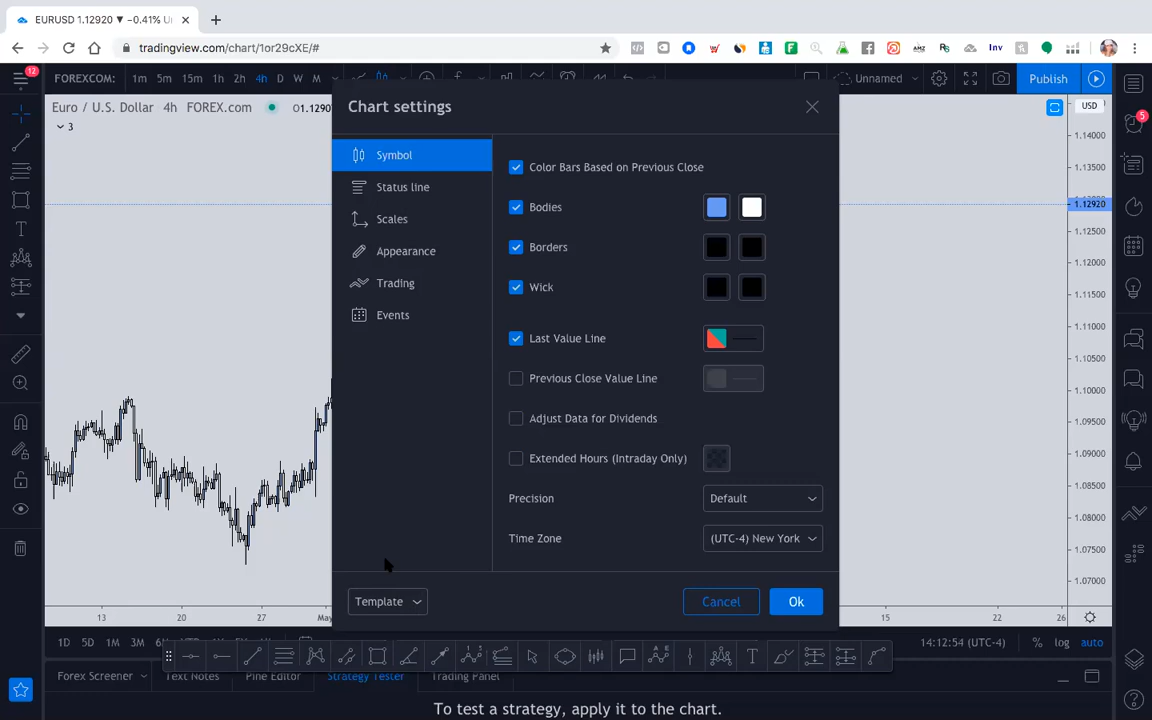 EURUSD 1.12920 ▼ −0.41% U
tradingview.com/chart/1or29cXE/#
AMZ
Inv
12
FOREXCOM: 1m 5m 15m 1h 2h 4h D W M Unnamed Publish
Euro / U.S. Dollar 4h FOREX.com O1.1290
3
Chart settings
Symbol
Status line
Scales
Appearance
Trading
Events
Color Bars Based on Previous Close
Bodies
Borders
Wick
Last Value Line
Previous Close Value Line
Adjust Data for Dividends
Extended Hours (Intraday Only)
Precision Default
Time Zone (UTC-4) New York
Template Cancel Ok
USD
5
1.14000
1.13500
1.12920
1.12500
1.12000
1.11500
1.11000
1.10500
1.10000
1.09500
1.09000
1.08500
1.08000
1.07500
1.07000
13 20 27 May 15 22 26
1D 5D 1M 3M 14:12:54 (UTC-4) % log auto
Forex Screener Text Notes Pine Editor Strategy Tester Trading Panel
To test a strategy, apply it to the chart.